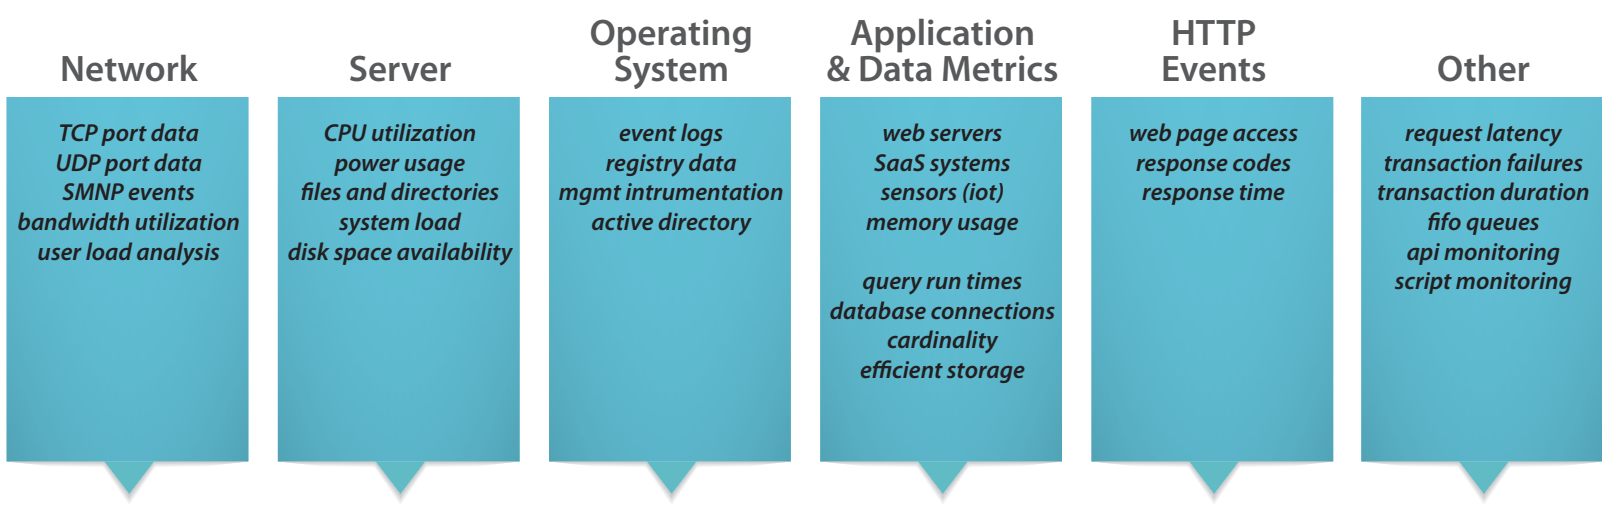 Network
TCP port data
UDP port data
SMNP events
bandwidth utilization
user load analysis
Server
CPU utilization
power usage
files and directories
system load
disk space availability
Operating
System
event logs
registry data
mgmt intrumentation
active directory
Application
& Data Metrics
web servers
SaaS systems
sensors (iot)
memory usage
query run times
database connections
cardinality
efficient storage
HTTP
Events
web page access
response codes
response time
Other
request latency
transaction failures
transaction duration
fifo queues
api monitoring
script monitoring